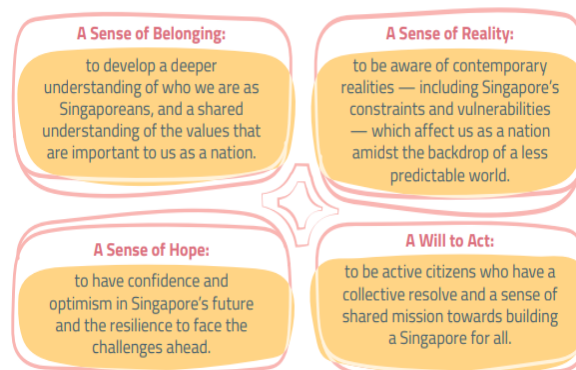 A Sense of Belonging:
to develop a deeper
understanding of who we are as
Singaporeans, and a shared
understanding of the values that
are important to us as a nation.
A Sense of Reality:
to be aware of contemporary
realities — including Singapore’s
constraints and vulnerabilities
— which affect us as a nation
amidst the backdrop of a less
predictable world.
A Sense of Hope:
to have confidence and
optimism in Singapore’s future
and the resilience to face the
challenges ahead.
A Will to Act:
to be active citizens who have a
collective resolve and a sense of
shared mission towards building
a Singapore for all.